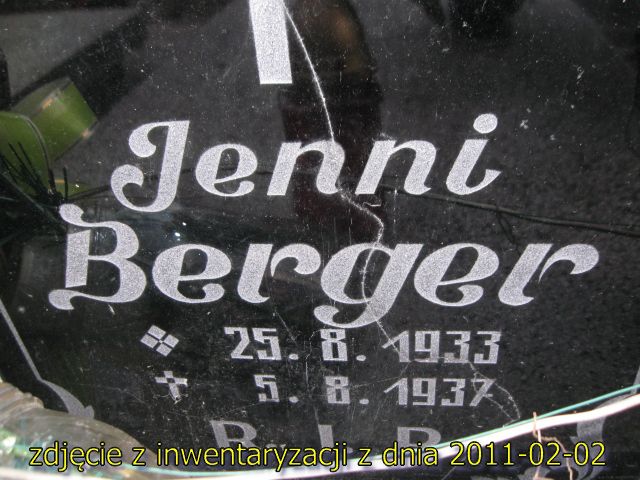 Jenni
Berger
25. 8. 1933
† 5. 8. 1937
R. I. P.
zdjęcie z inwentaryzacji z dnia 2011-02-02